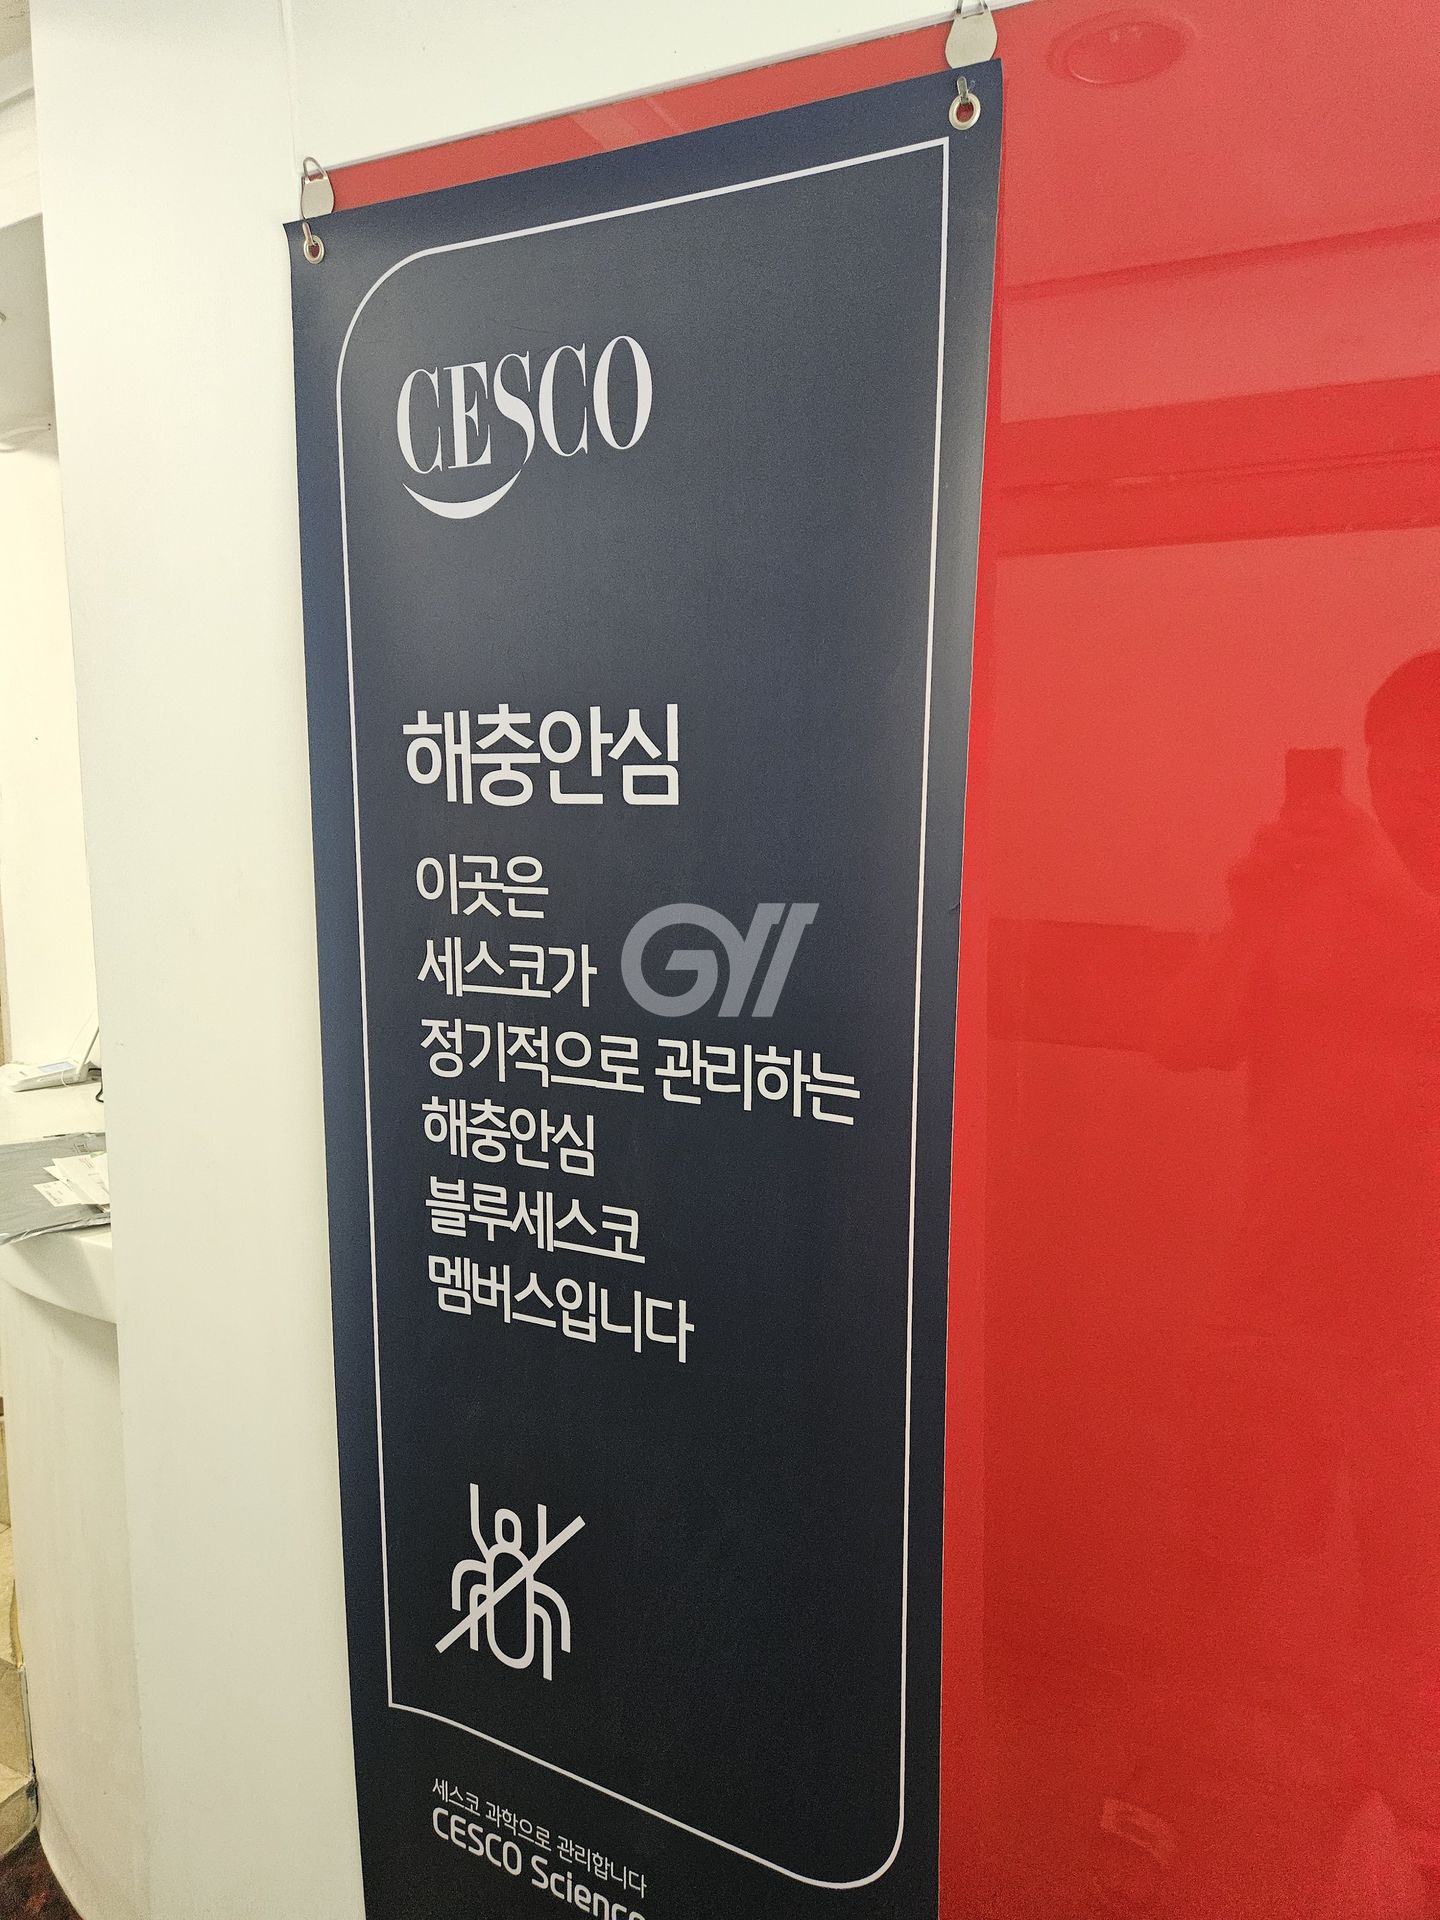 CESCO
해충안심
이곳은
세스코가
정기적으로 관리하는
해충안심
블루세스코
멤버스입니다
세스코 과학으로 관리합니다
CESCO Science